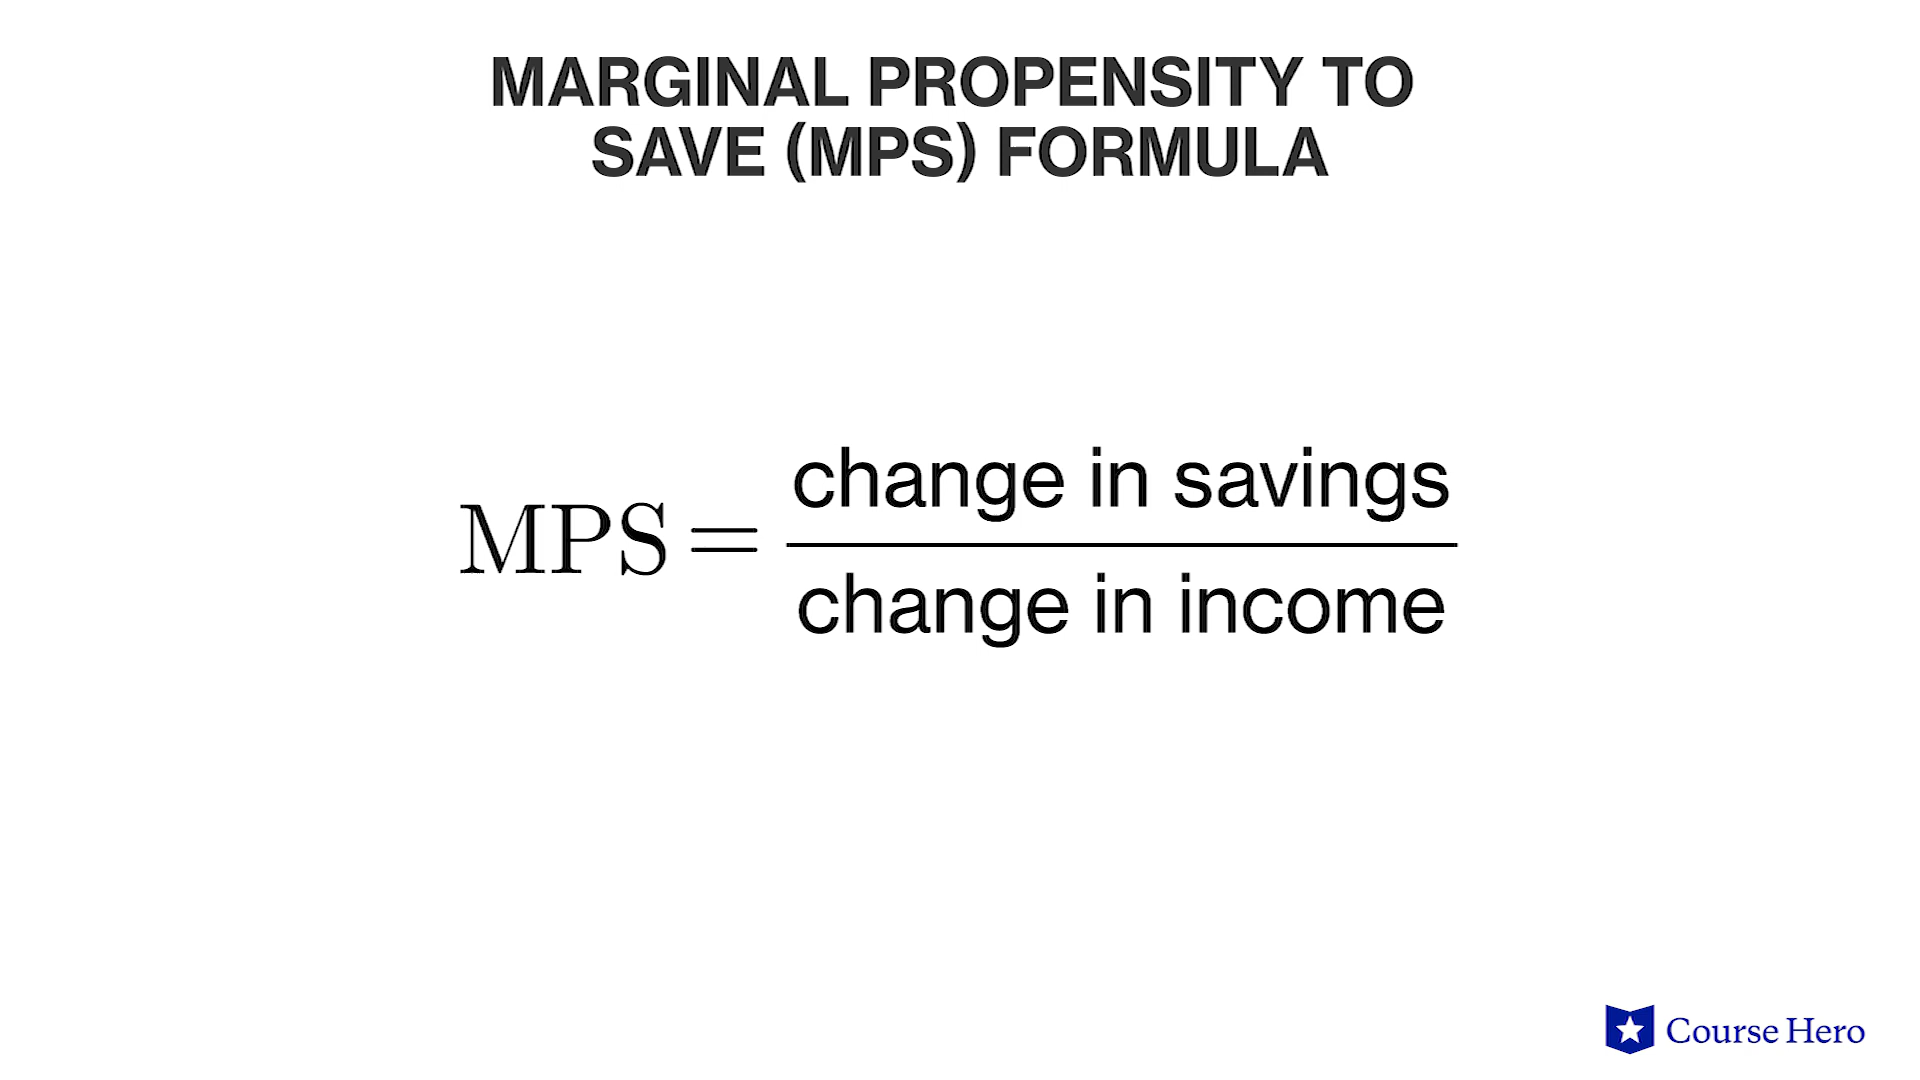 MARGINAL PROPENSITY TO
SAVE (MPS) FORMULA
MPS = change in savings
change in income
Course Hero